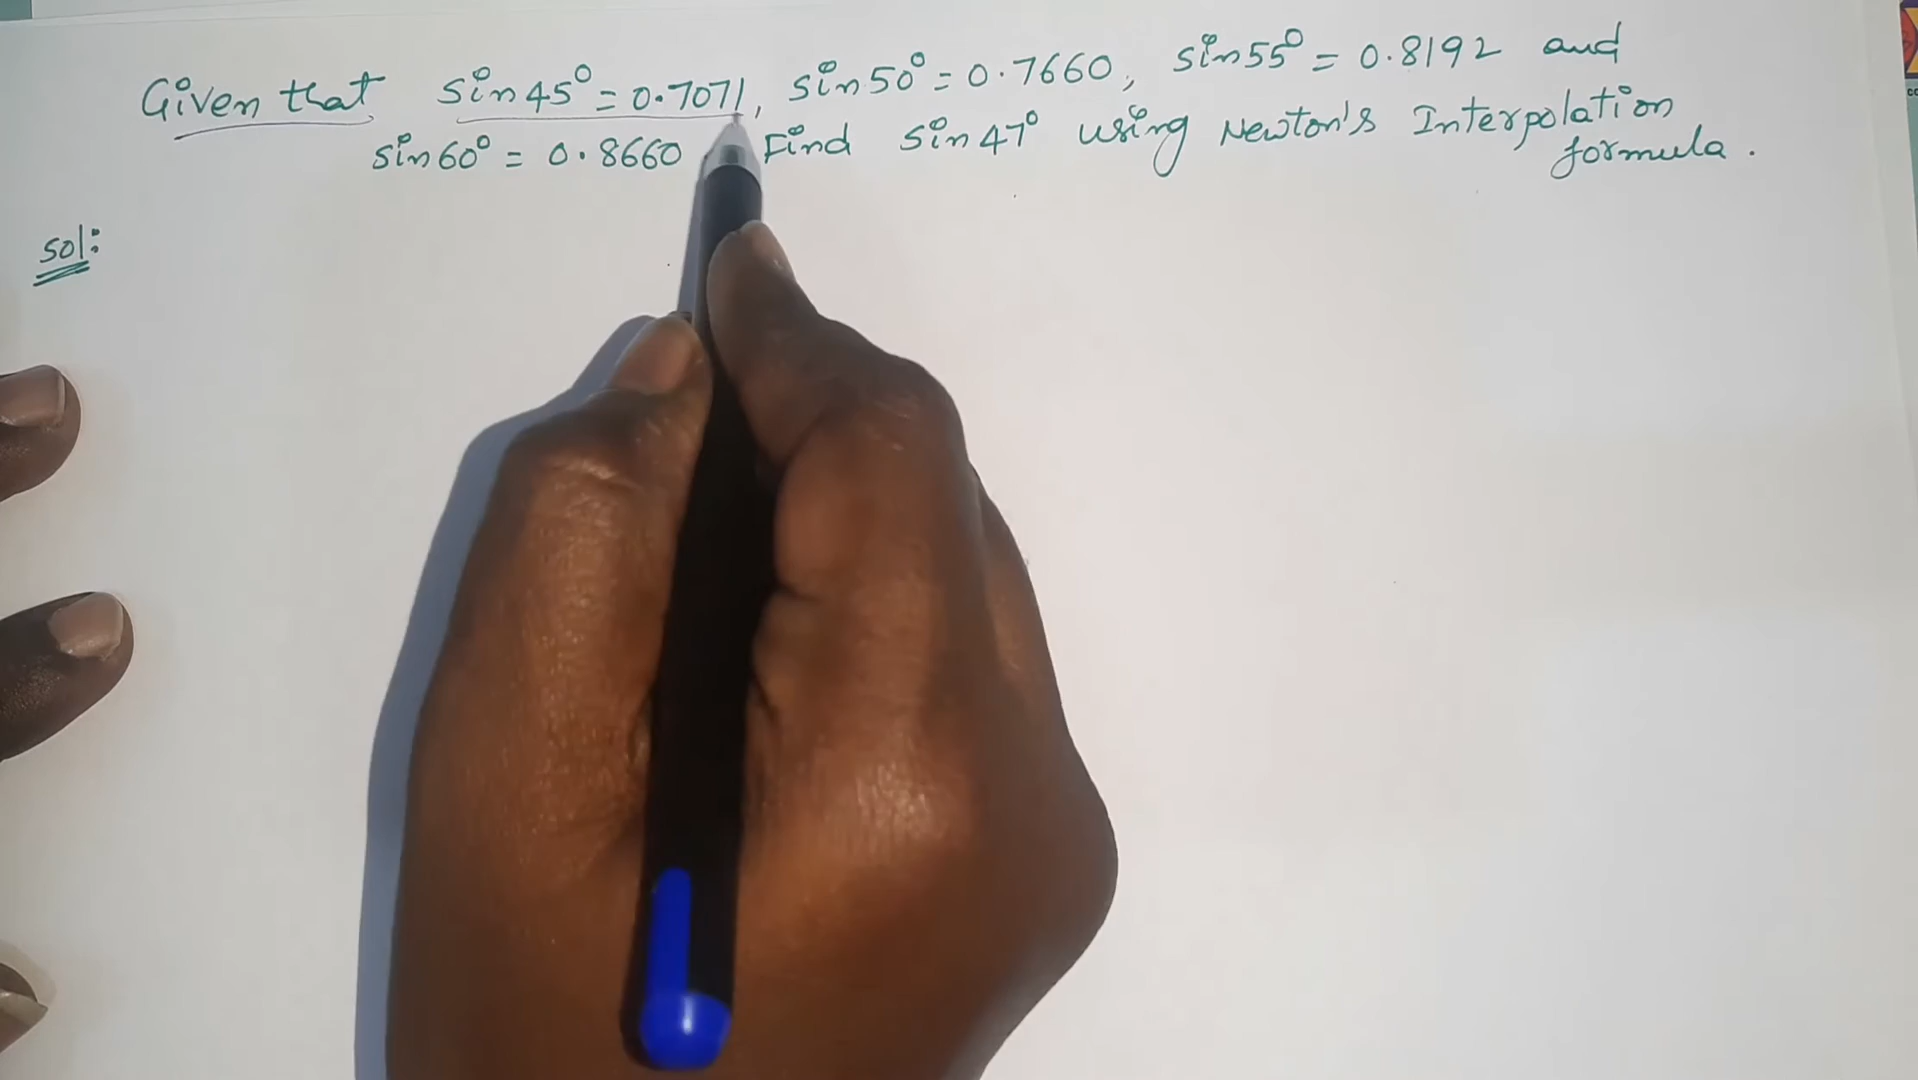 Given that sin45° = 0.7071, sin50° = 0.7660, sin55° = 0.8192 and
sin60° = 0.8660 Find sin47° using Newton's Interpolation
formula.
Sol: